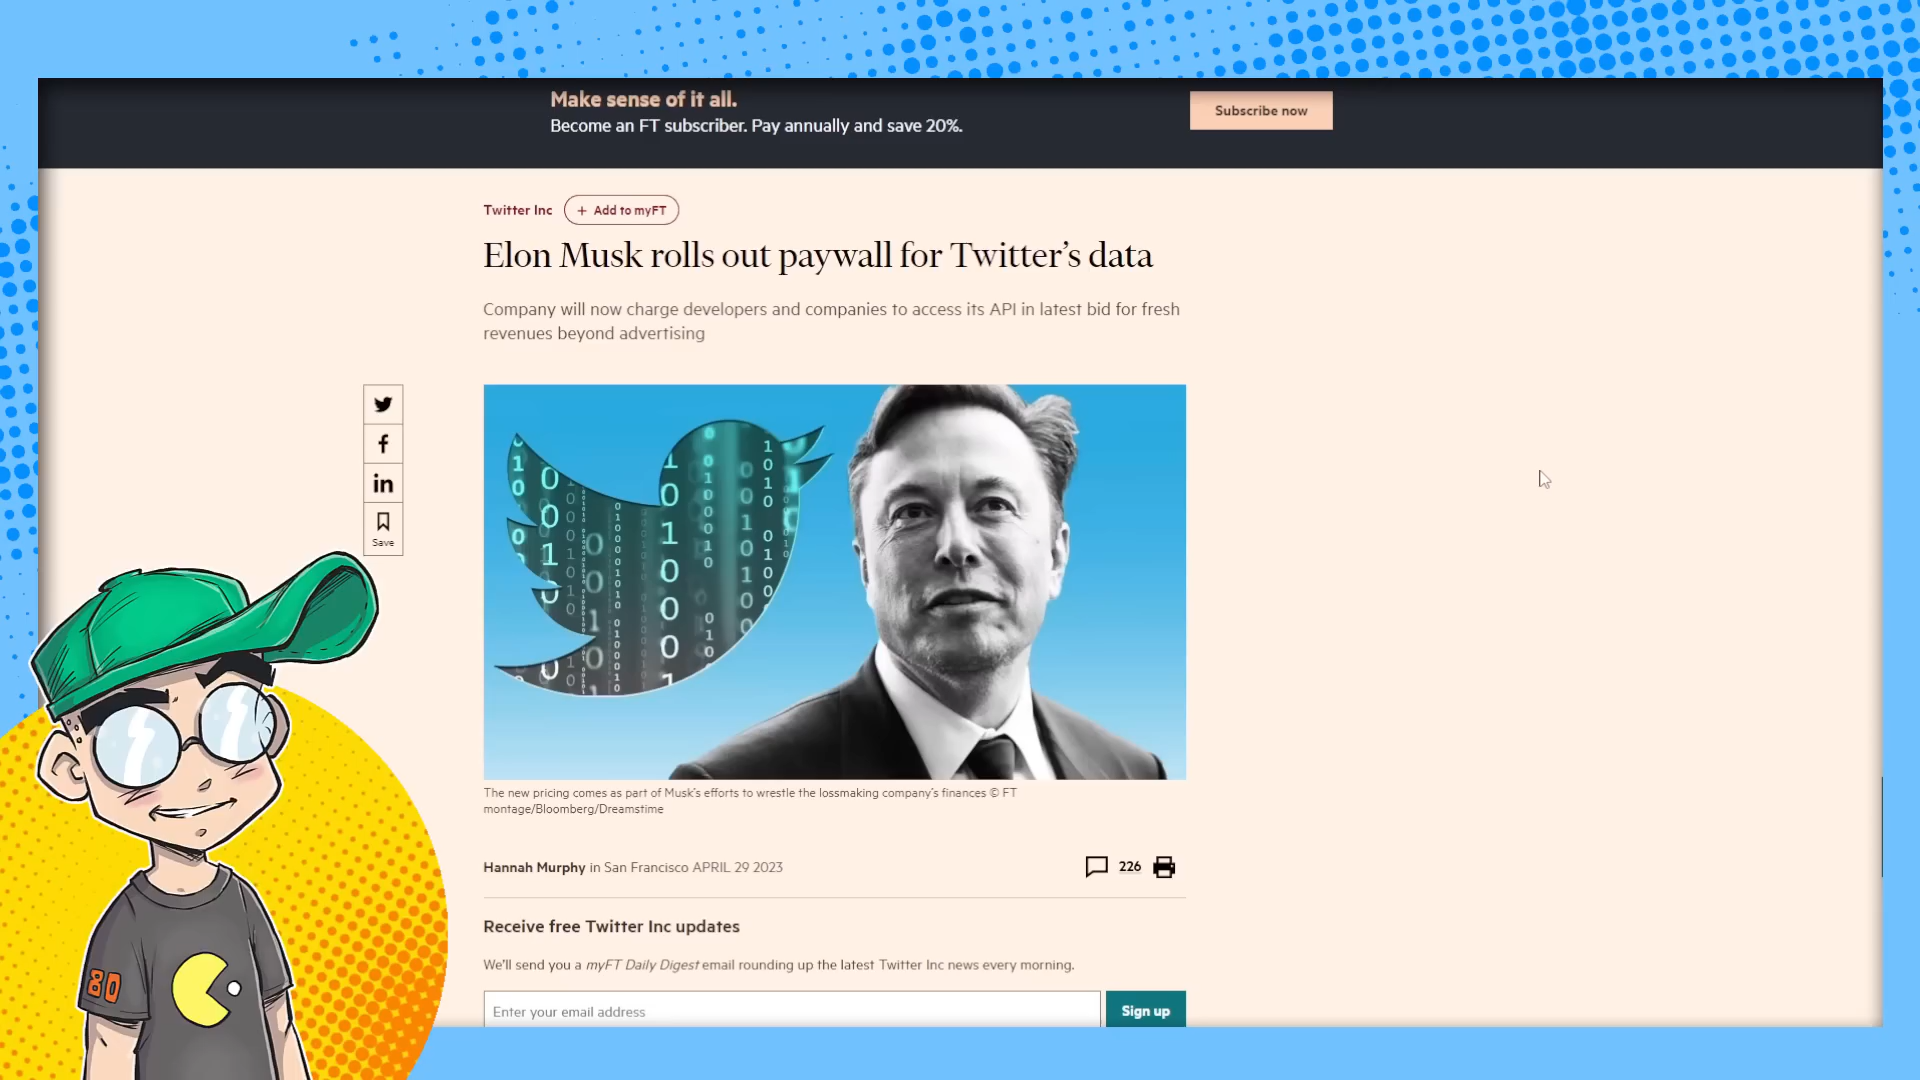 Make sense of it all.
Become an FT subscriber. Pay annually and save 20%.
Subscribe now
Twitter Inc
+ Add to myFT
Elon Musk rolls out paywall for Twitter’s data
Company will now charge developers and companies to access its API in latest bid for fresh
revenues beyond advertising
f
in
Save
The new pricing comes as part of Musk’s efforts to wrestle the lossmaking company’s finances © FT
montage/Bloomberg/Dreamstime
Hannah Murphy in San Francisco APRIL 29 2023
226
Receive free Twitter Inc updates
We’ll send you a myFT Daily Digest email rounding up the latest Twitter Inc news every morning.
Enter your email address
Sign up
80